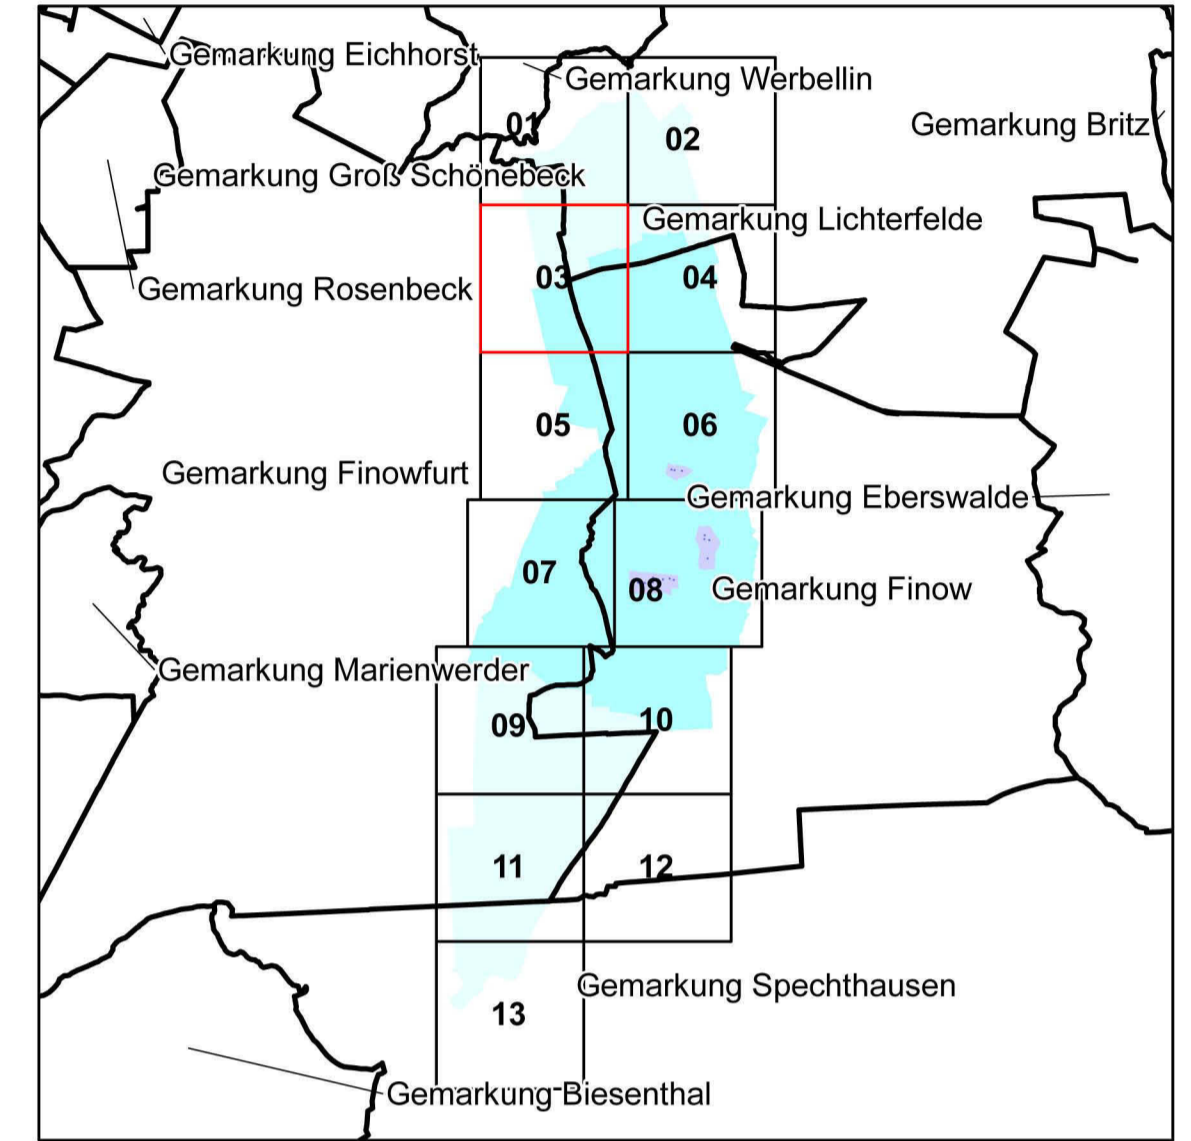 Gemarkung Eichhorst
Gemarkung Werbellin
01
02
Gemarkung Britz
Gemarkung Groß Schönebeck
Gemarkung Lichterfelde
03
04
Gemarkung Rosenbeck
05
06
Gemarkung Finowfurt
Gemarkung Eberswalde
07
08
Gemarkung Finow
Gemarkung Marienwerder
09
10
11
12
Gemarkung Spechthausen
13
Gemarkung Biesenthal